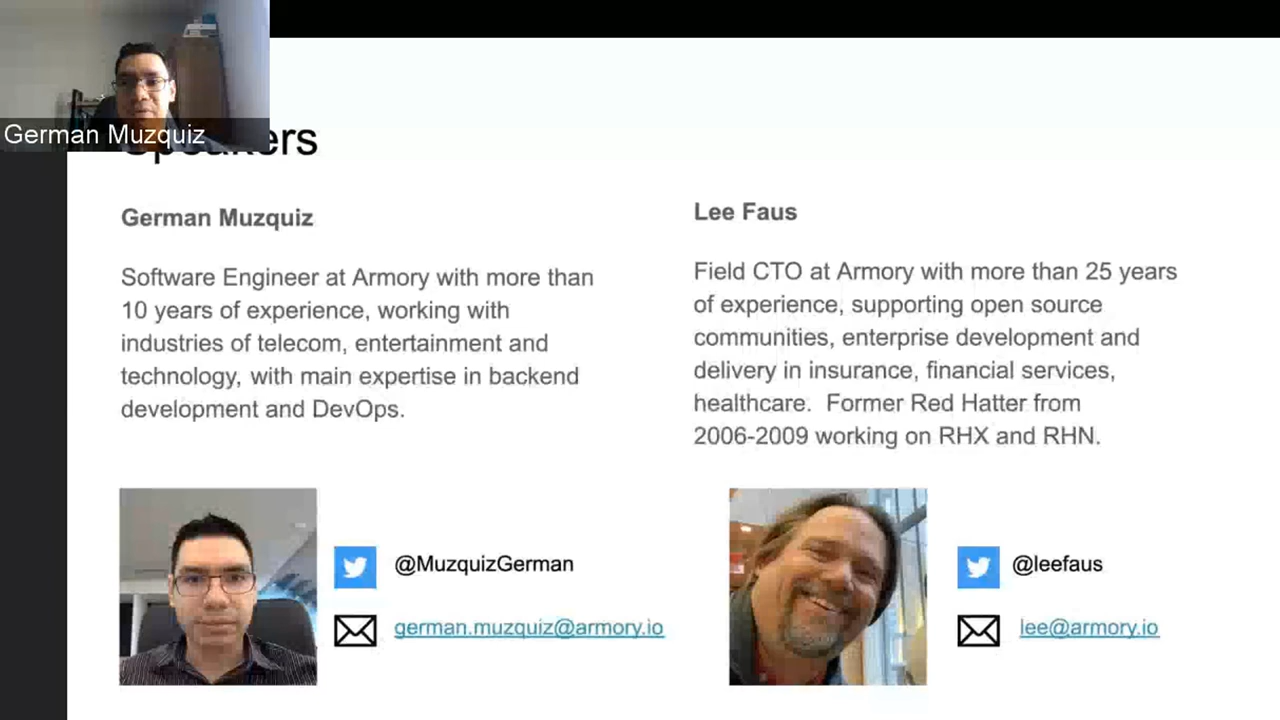 German Muzquiz
Speakers
German Muzquiz
Software Engineer at Armory with more than
10 years of experience, working with
industries of telecom, entertainment and
technology, with main expertise in backend
development and DevOps.
@MuzquizGerman
german.muzquiz@armory.io
Lee Faus
Field CTO at Armory with more than 25 years
of experience, supporting open source
communities, enterprise development and
delivery in insurance, financial services,
healthcare.  Former Red Hatter from
2006-2009 working on RHX and RHN.
@leefaus
lee@armory.io